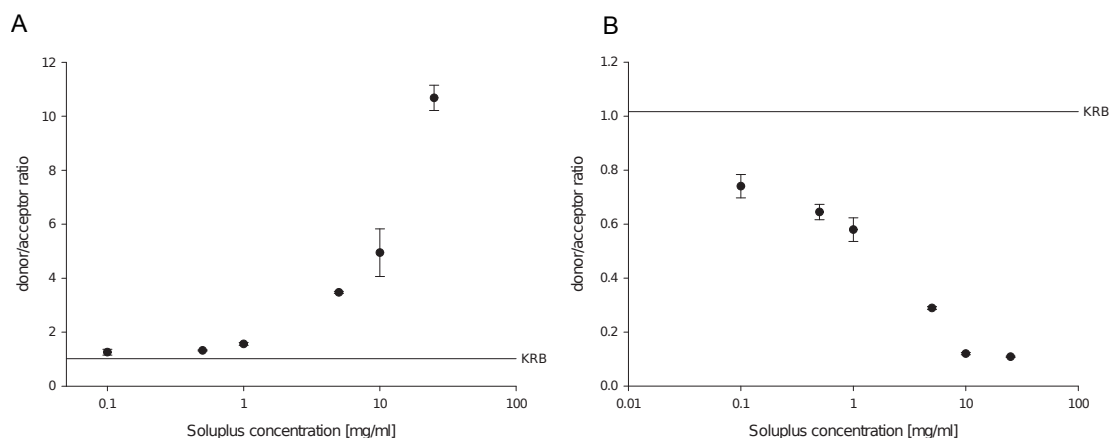 A
12
10
8
6
4
2
0
donor/acceptor ratio
KRB
0.1
1
10
100
Soluplus concentration [mg/ml]
B
1.2
1.0
0.8
0.6
0.4
0.2
0.0
donor/acceptor ratio
KRB
0.01
0.1
1
10
100
Soluplus concentration [mg/ml]